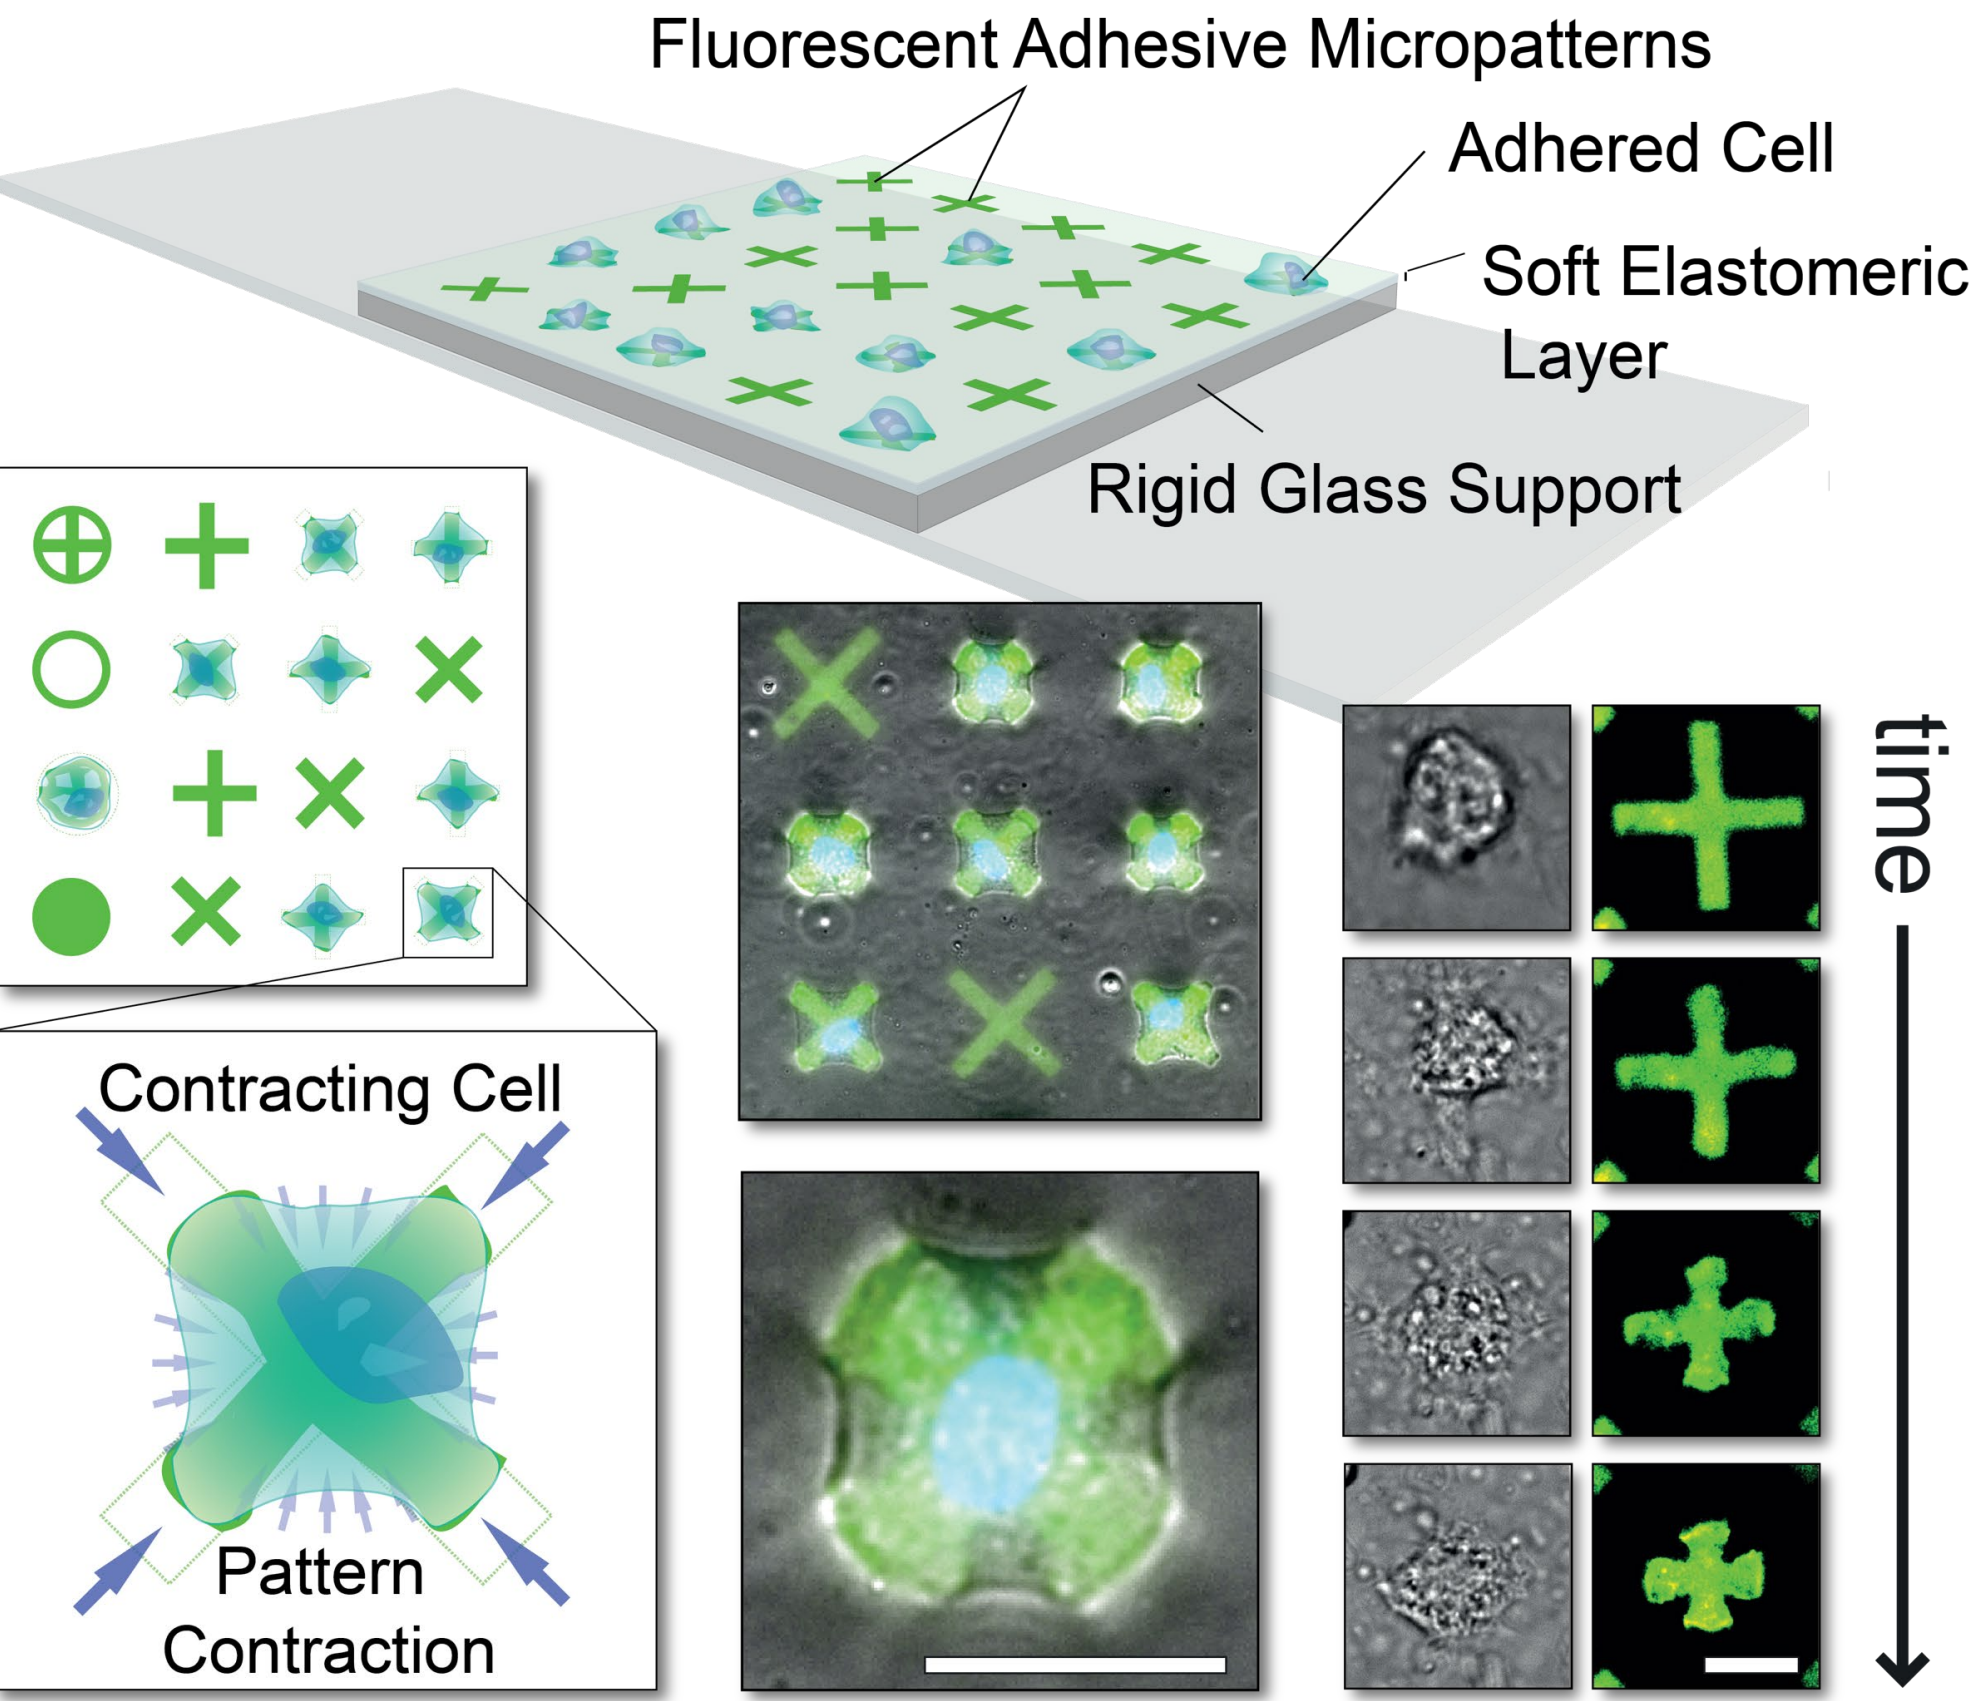 Fluorescent Adhesive Micropatterns
Adhered Cell
Soft Elastomeric
Layer
Rigid Glass Support
time
Contracting Cell
Pattern
Contraction